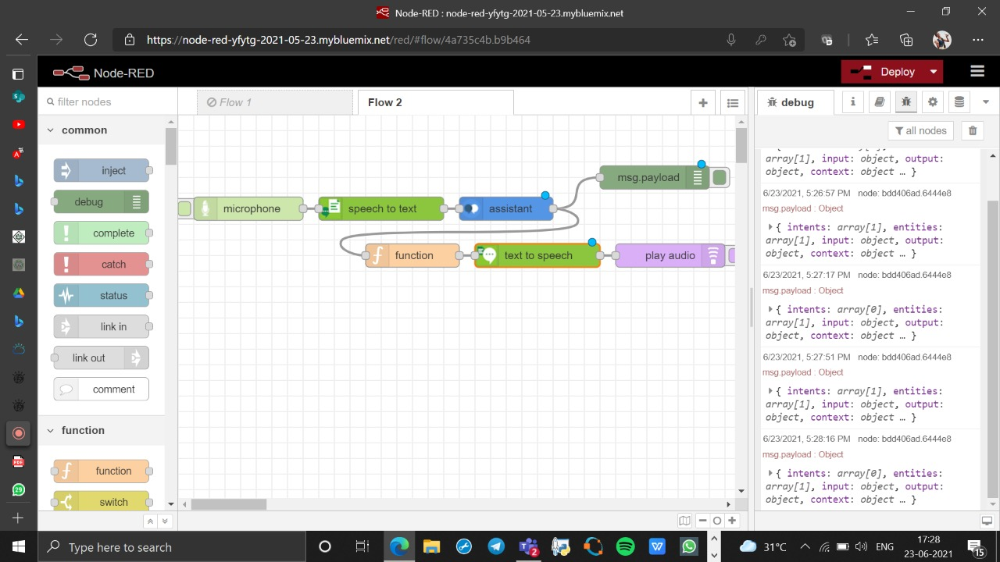 Node-RED : node-red-yfytg-2021-05-23.mybluemix.net
https://node-red-yfytg-2021-05-23.mybluemix.net/red/#flow/4a735c4b.b9b464
Node-RED
Deploy
filter nodes
Flow 1
Flow 2
debug
all nodes
common
inject
debug
complete
catch
status
link in
link out
comment
function
function
switch
microphone
speech to text
assistant
msg.payload
function
text to speech
play audio
{ intents: array[1], entities:
array[1], input: object, output:
object, context: object … }
6/23/2021, 5:26:57 PM node: bdd406ad.6444e8
msg.payload : Object
{ intents: array[1], entities:
array[1], input: object, output:
object, context: object … }
6/23/2021, 5:27:17 PM node: bdd406ad.6444e8
msg.payload : Object
{ intents: array[0], entities:
array[1], input: object, output:
object, context: object … }
6/23/2021, 5:27:51 PM node: bdd406ad.6444e8
msg.payload : Object
{ intents: array[1], entities:
array[1], input: object, output:
object, context: object … }
6/23/2021, 5:28:16 PM node: bdd406ad.6444e8
msg.payload : Object
{ intents: array[0], entities:
array[1], input: object, output:
object, context: object … }
PDF
29
Type here to search
2
W
31°C
ENG
17:28
23-06-2021
15